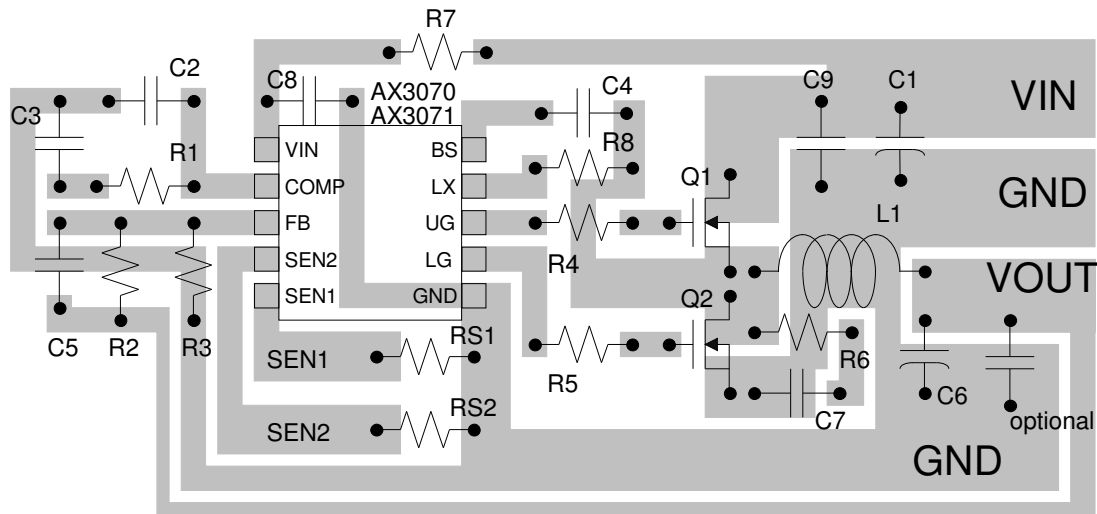 R7
C2
C8
AX3070
AX3071
C4
C9
C1
VIN
C3
R1
VIN
BS
R8
COMP
LX
Q1
GND
FB
UG
L1
SEN2
LG
R4
VOUT
SEN1
GND
Q2
C5
R2
R3
SEN1
RS1
R5
R6
C6
SEN2
RS2
C7
optional
GND